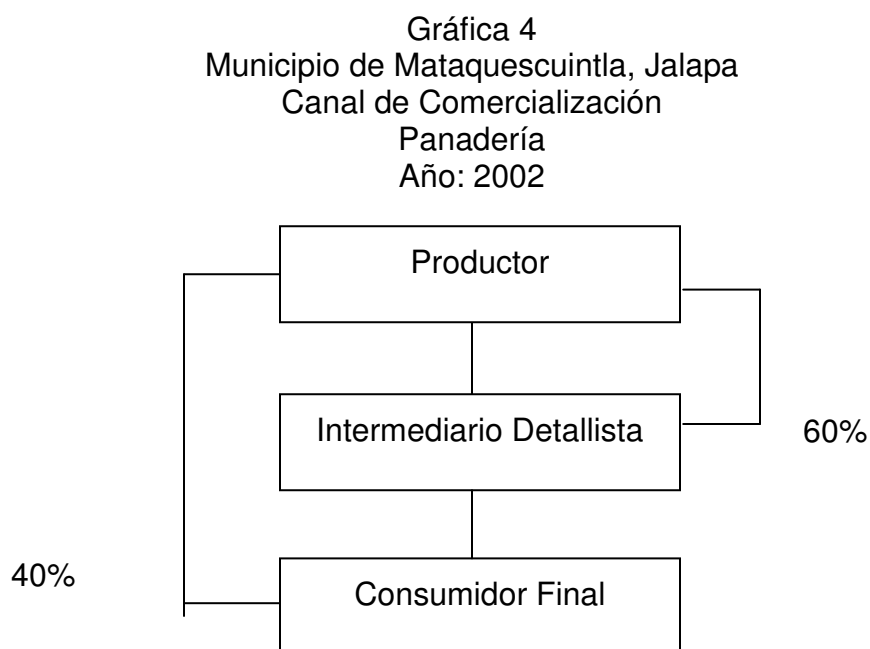 Gráfica 4
Municipio de Mataquescuintla, Jalapa
Canal de Comercialización
Panadería
Año: 2002
Productor
Intermediario Detallista
60%
40%
Consumidor Final